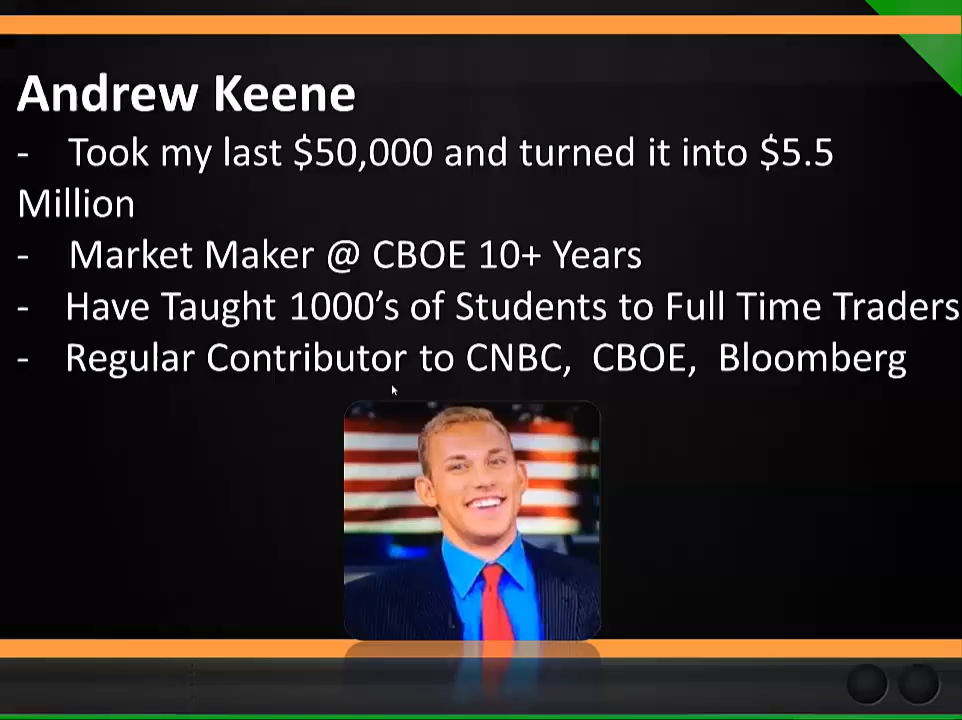 Andrew Keene
- Took my last $50,000 and turned it into $5.5
Million
- Market Maker @ CBOE 10+ Years
- Have Taught 1000’s of Students to Full Time Traders
- Regular Contributor to CNBC, CBOE, Bloomberg